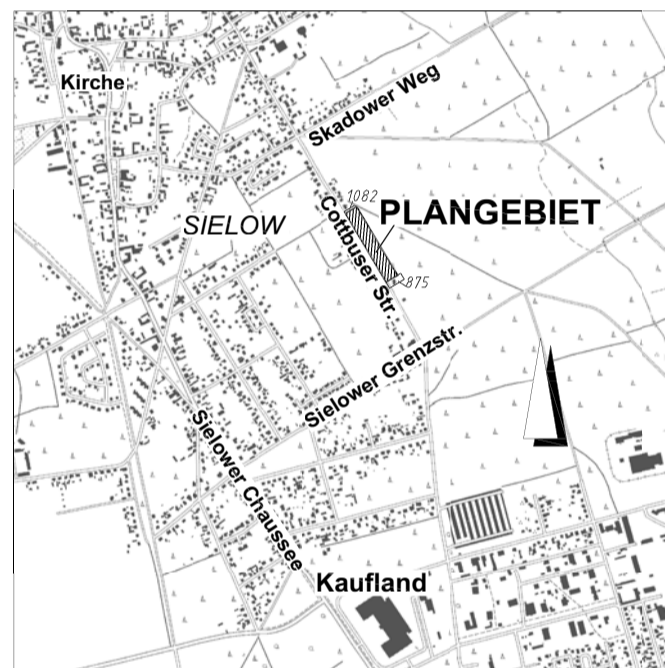 Kirche
Skadower Weg
1082
PLANGEBIET
SIELOW
Cottbuser Str.
875
Sielower Grenzstr.
Sielower Chaussee
Kaufland